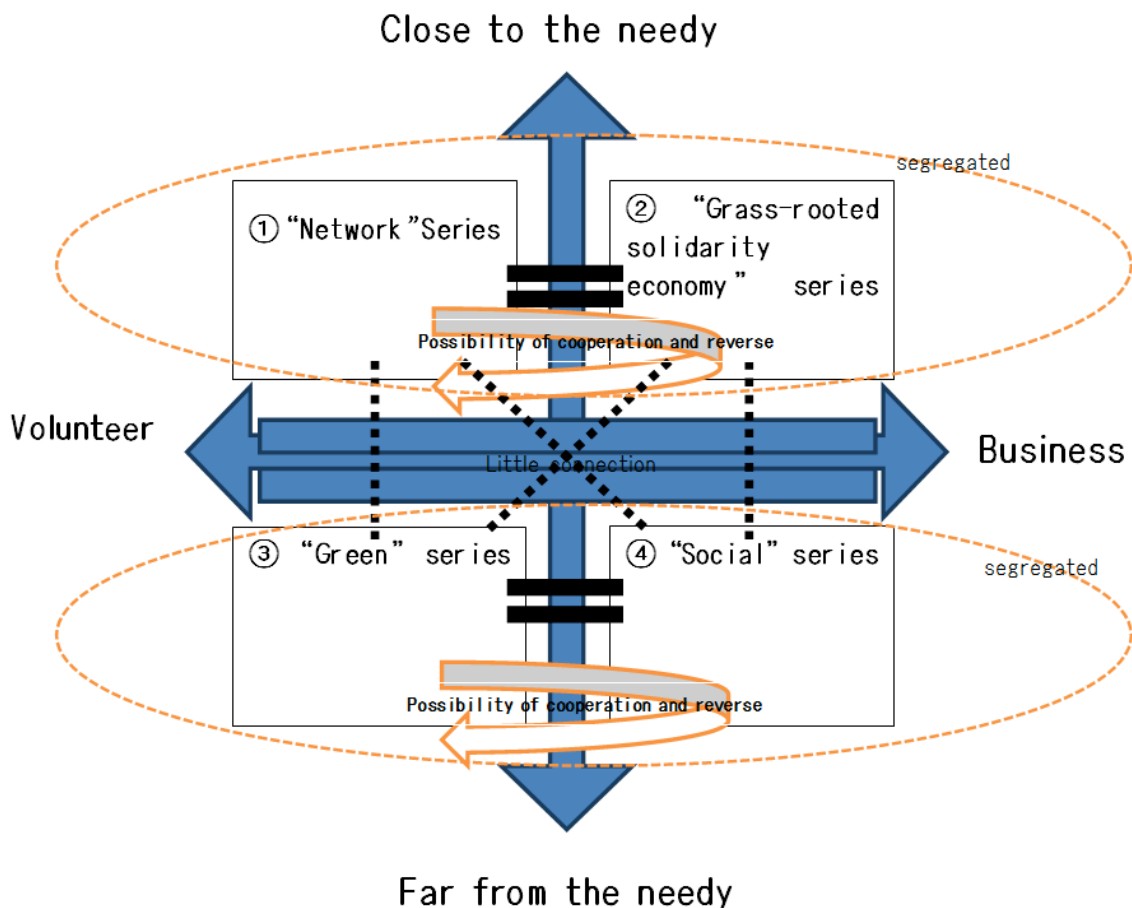 Close to the needy
segregated
① “Network”Series
② “Grass-rooted
solidarity
economy” series
Possibility of cooperation and reverse
Volunteer
Business
Little connection
③ “Green” series
④ “Social” series
segregated
Possibility of cooperation and reverse
Far from the needy